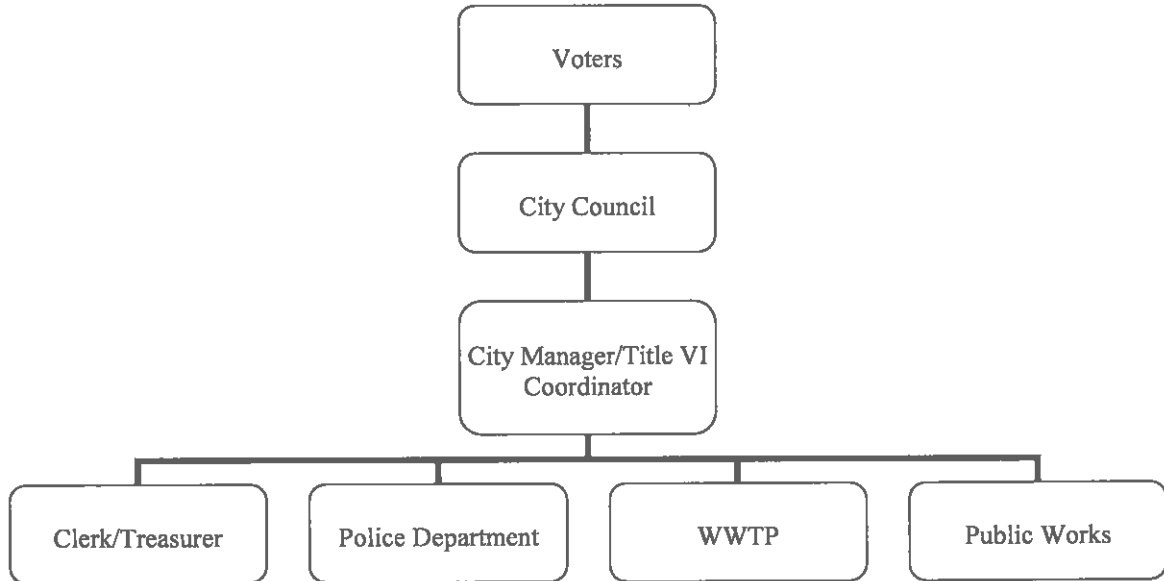 Voters
City Council
City Manager/Title VI
Coordinator
Clerk/Treasurer
Police Department
WWTP
Public Works